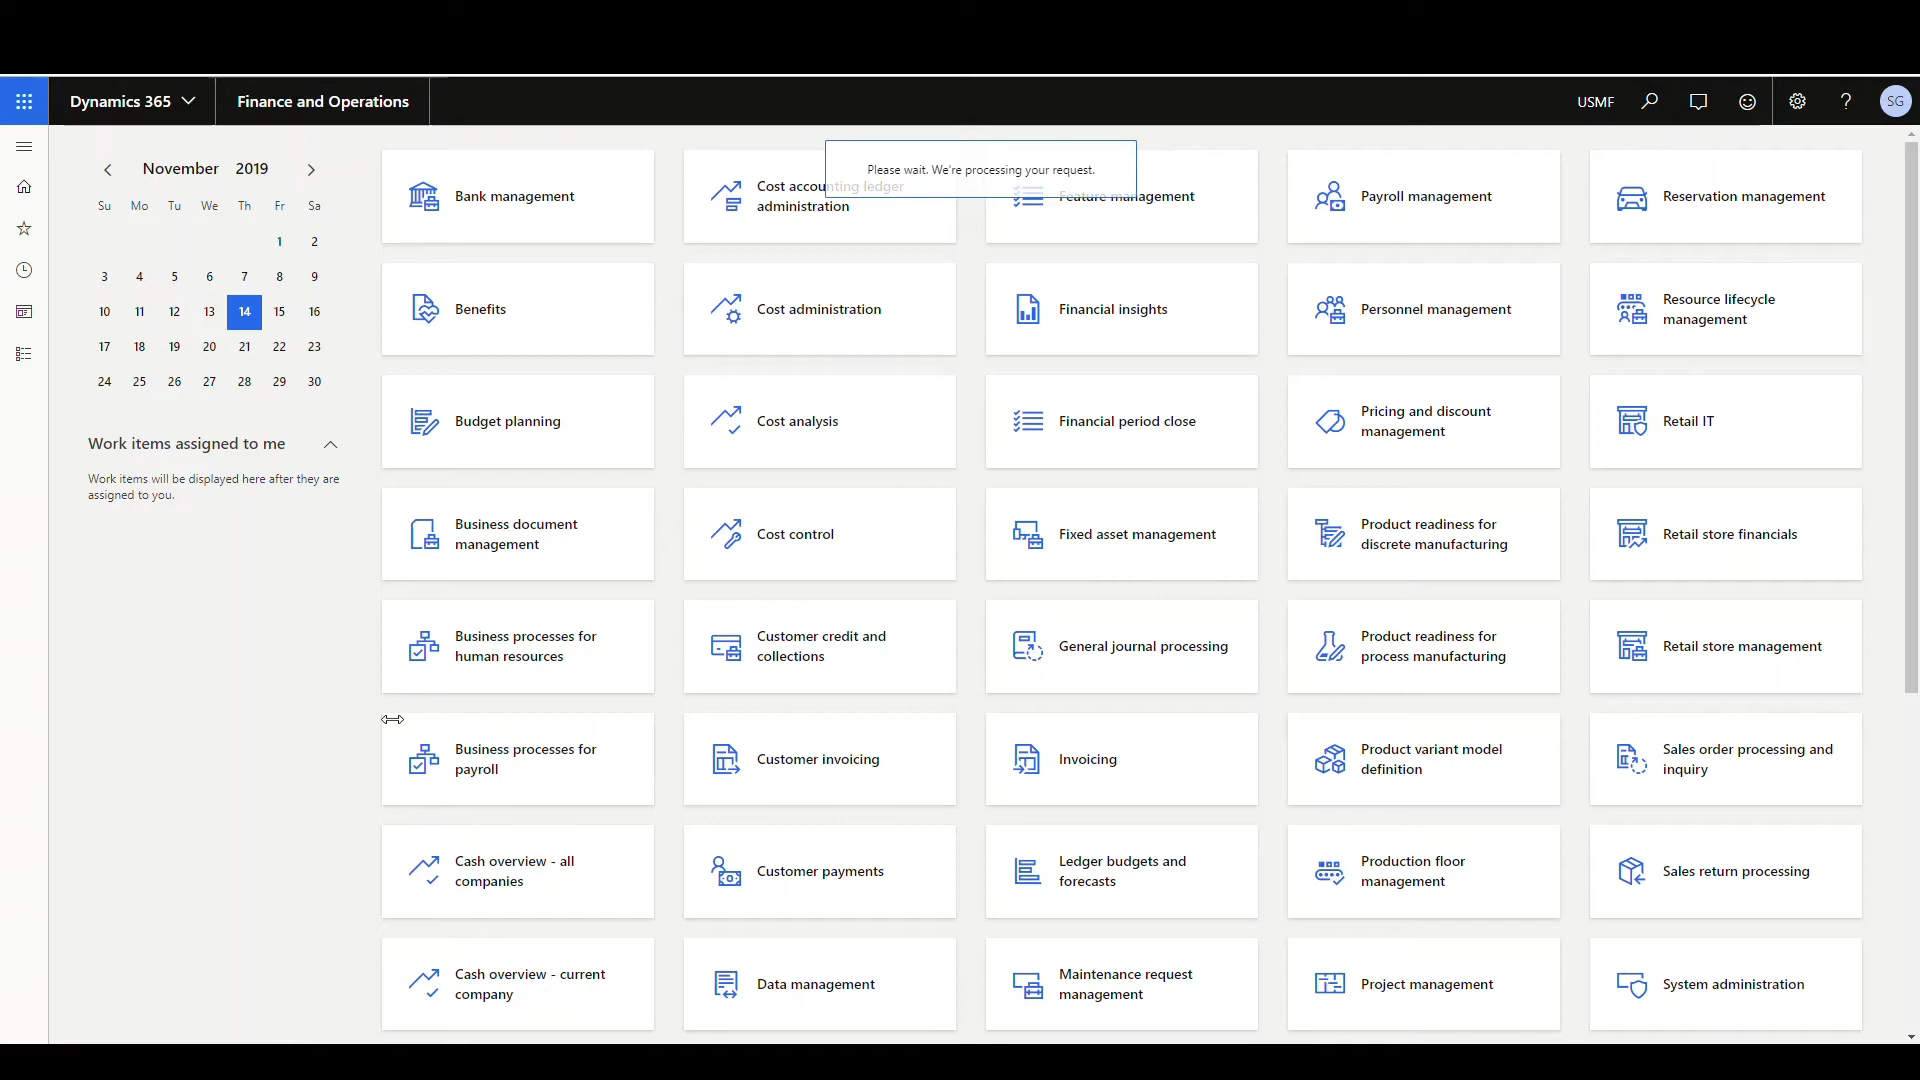 Dynamics 365
Finance and Operations
USMF
?
SG
November 2019
Su Mo Tu We Th Fr Sa
1 2
3 4 5 6 7 8 9
10 11 12 13 14 15 16
17 18 19 20 21 22 23
24 25 26 27 28 29 30
Work items assigned to me
Work items will be displayed here after they are
assigned to you.
Please wait. We're processing your request.
Bank management
Cost accounting ledger
administration
Feature management
Payroll management
Reservation management
Benefits
Cost administration
Financial insights
Personnel management
Resource lifecycle
management
Budget planning
Cost analysis
Financial period close
Pricing and discount
management
Retail IT
Business document
management
Cost control
Fixed asset management
Product readiness for
discrete manufacturing
Retail store financials
Business processes for
human resources
Customer credit and
collections
General journal processing
Product readiness for
process manufacturing
Retail store management
Business processes for
payroll
Customer invoicing
Invoicing
Product variant model
definition
Sales order processing and
inquiry
Cash overview - all
companies
Customer payments
Ledger budgets and
forecasts
Production floor
management
Sales return processing
Cash overview - current
company
Data management
Maintenance request
management
Project management
System administration